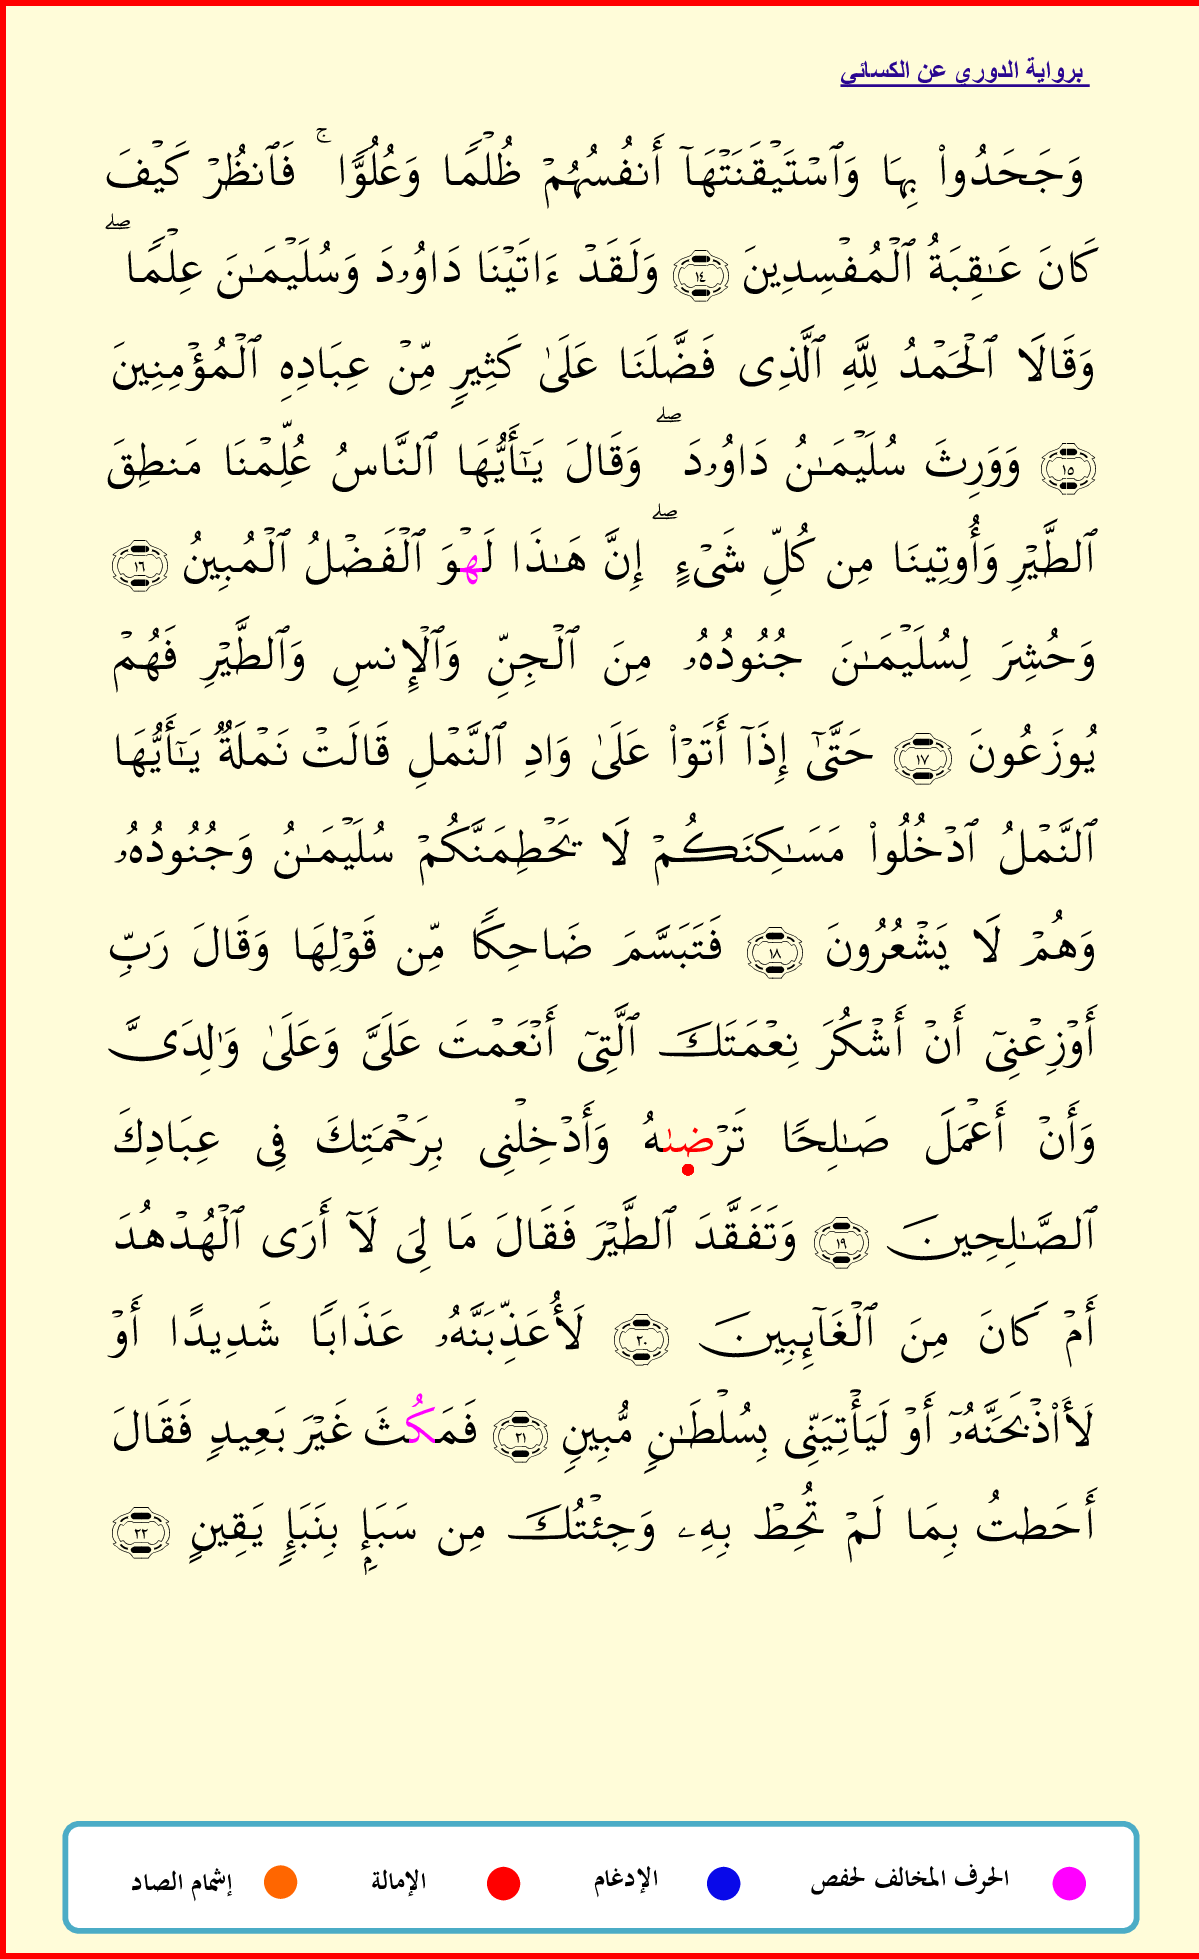 برواية الدوري عن الكسائي
وَجَحَدُوا۟ بِهَا وَٱسْتَيْقَنَتْهَآ أَنفُسُهُمْ ظُلْمًا وَعُلُوًّا ۚ فَٱنظُرْ كَيْفَ
كَانَ عَـٰقِبَةُ ٱلْمُفْسِدِينَ ١٤ وَلَقَدْ ءَاتَيْنَا دَاوُۥدَ وَسُلَيْمَـٰنَ عِلْمًا ۖ
وَقَالَا ٱلْحَمْدُ لِلَّهِ ٱلَّذِى فَضَّلَنَا عَلَىٰ كَثِيرٍ مِّنْ عِبَادِهِ ٱلْمُؤْمِنِينَ
١٥ وَوَرِثَ سُلَيْمَـٰنُ دَاوُۥدَ ۖ وَقَالَ يَـٰٓأَيُّهَا ٱلنَّاسُ عُلِّمْنَا مَنطِقَ
ٱلطَّيْرِ وَأُوتِينَا مِن كُلِّ شَىْءٍ ۖ إِنَّ هَـٰذَا لَهْوَ ٱلْفَضْلُ ٱلْمُبِينُ ١٦
وَحُشِرَ لِسُلَيْمَـٰنَ جُنُودُهُۥ مِنَ ٱلْجِنِّ وَٱلْإِنسِ وَٱلطَّيْرِ فَهُمْ
يُوزَعُونَ ١٧ حَتَّىٰٓ إِذَآ أَتَوْا۟ عَلَىٰ وَادِ ٱلنَّمْلِ قَالَتْ نَمْلَةٌ يَـٰٓأَيُّهَا
ٱلنَّمْلُ ٱدْخُلُوا۟ مَسَـٰكِنَكُمْ لَا يَحْطِمَنَّكُمْ سُلَيْمَـٰنُ وَجُنُودُهُۥ
وَهُمْ لَا يَشْعُرُونَ ١٨ فَتَبَسَّمَ ضَاحِكًا مِّن قَوْلِهَا وَقَالَ رَبِّ
أَوْزِعْنِىٓ أَنْ أَشْكُرَ نِعْمَتَكَ ٱلَّتِىٓ أَنْعَمْتَ عَلَىَّ وَعَلَىٰ وَٰلِدَىَّ
وَأَنْ أَعْمَلَ صَـٰلِحًا تَرْضِىٰهُ وَأَدْخِلْنِى بِرَحْمَتِكَ فِى عِبَادِكَ
ٱلصَّـٰلِحِينَ ١٩ وَتَفَقَّدَ ٱلطَّيْرَ فَقَالَ مَا لِىَ لَآ أَرَى ٱلْهُدْهُدَ
أَمْ كَانَ مِنَ ٱلْغَآئِبِينَ ٢٠ لَأُعَذِّبَنَّهُۥ عَذَابًا شَدِيدًا أَوْ
لَأَا۟ذْبَحَنَّهُۥٓ أَوْ لَيَأْتِيَنِّى بِسُلْطَـٰنٍ مُّبِينٍ ٢١ فَمَكُثَ غَيْرَ بَعِيدٍ فَقَالَ
أَحَطتُ بِمَا لَمْ تُحِطْ بِهِۦ وَجِئْتُكَ مِن سَبَإٍۭ بِنَبَإٍ يَقِينٍ ٢٢
الحرف المخالف لحفص الإدغام الإمالة إشمام الصاد